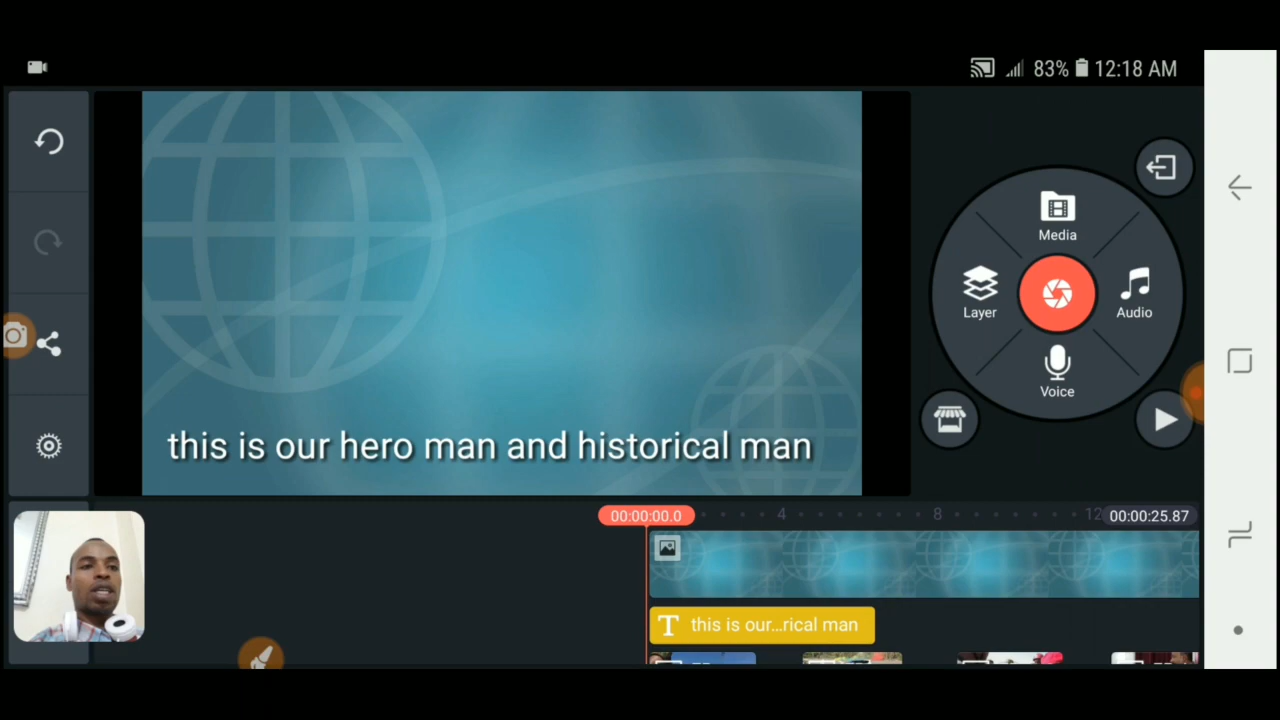 83% 12:18 AM
Media
Layer
Audio
Voice
this is our hero man and historical man
00:00:00.0
4
8
12
00:00:25.87
T this is our...rical man